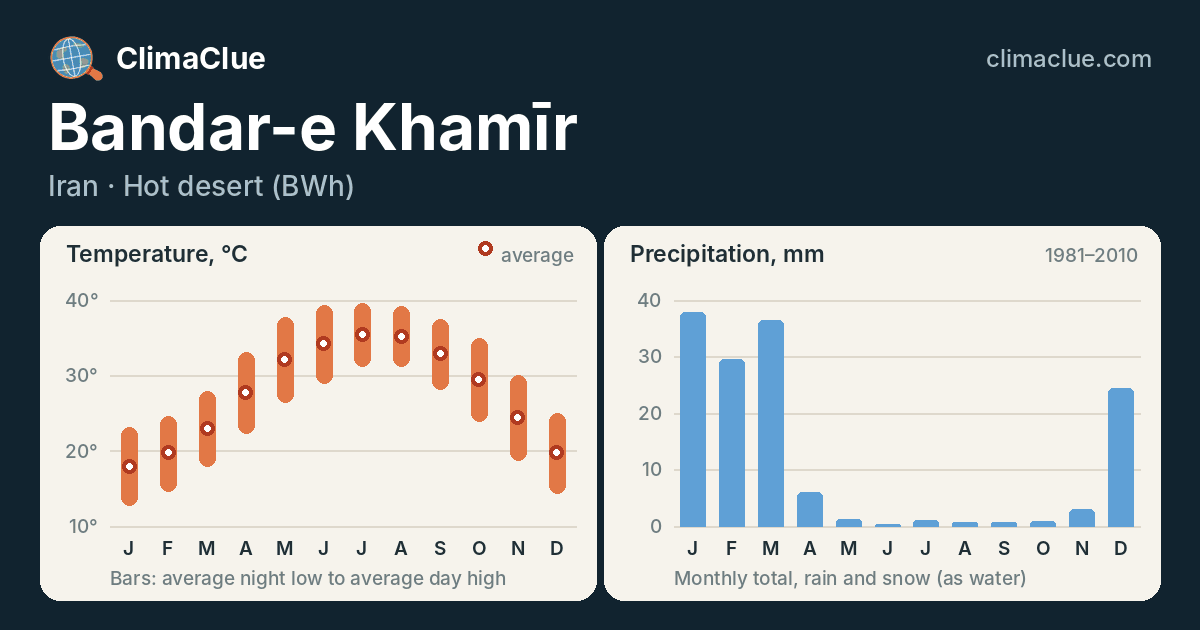 ClimaClue
climaclue.com
Bandar-e Khamīr
Iran · Hot desert (BWh)
Temperature, °C
average
40°
30°
20°
10°
J F M A M J J A S O N D
Bars: average night low to average day high
Precipitation, mm
1981–2010
40
30
20
10
0
J F M A M J J A S O N D
Monthly total, rain and snow (as water)